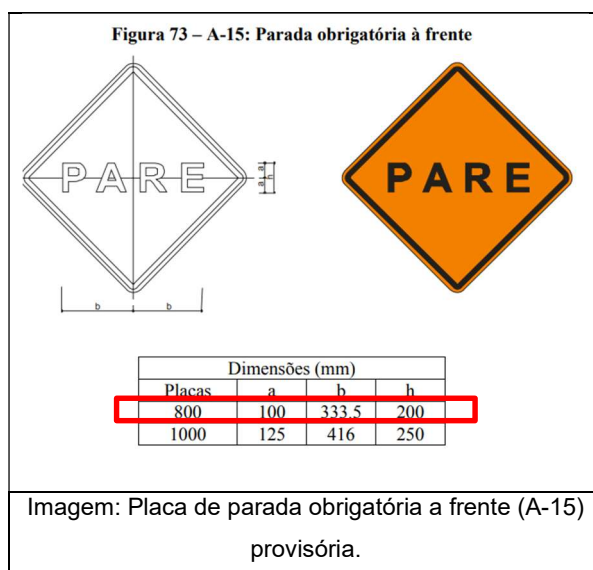 Figura 73 – A-15: Parada obrigatória à frente
PARE
a
a
h
b
b
PARE
Dimensões (mm)
Placas a b h
800 100 333.5 200
1000 125 416 250
Imagem: Placa de parada obrigatória a frente (A-15)
provisória.